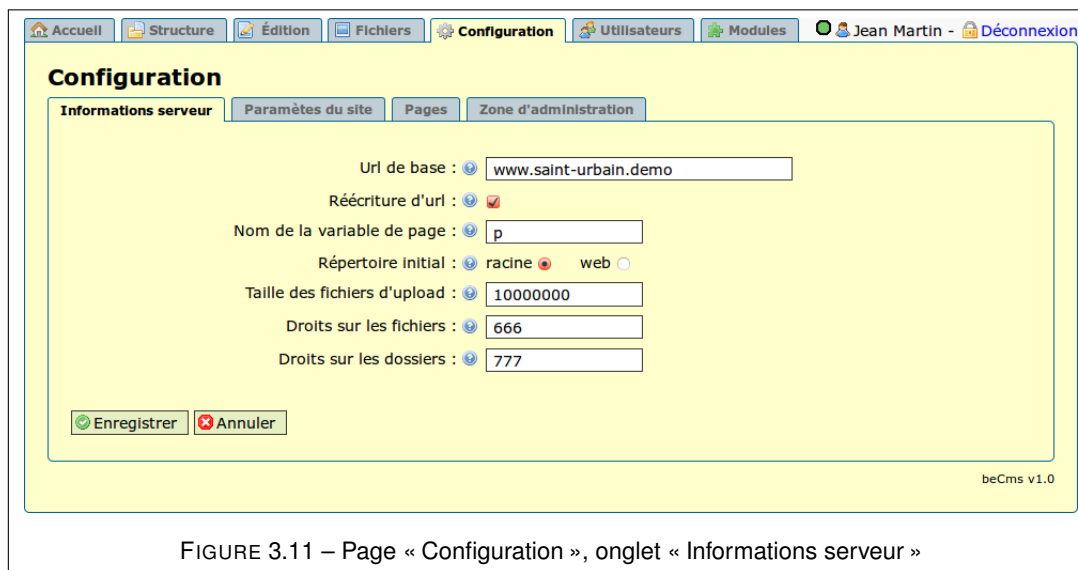 Accueil Structure Édition Fichiers Configuration Utilisateurs Modules Jean Martin - Déconnexion
Configuration
Informations serveur Paramètres du site Pages Zone d'administration
Url de base : www.saint-urbain.demo
Réécriture d'url :
Nom de la variable de page : p
Répertoire initial : racine web
Taille des fichiers d'upload : 10000000
Droits sur les fichiers : 666
Droits sur les dossiers : 777
Enregistrer Annuler
beCms v1.0
FIGURE 3.11 – Page « Configuration », onglet « Informations serveur »